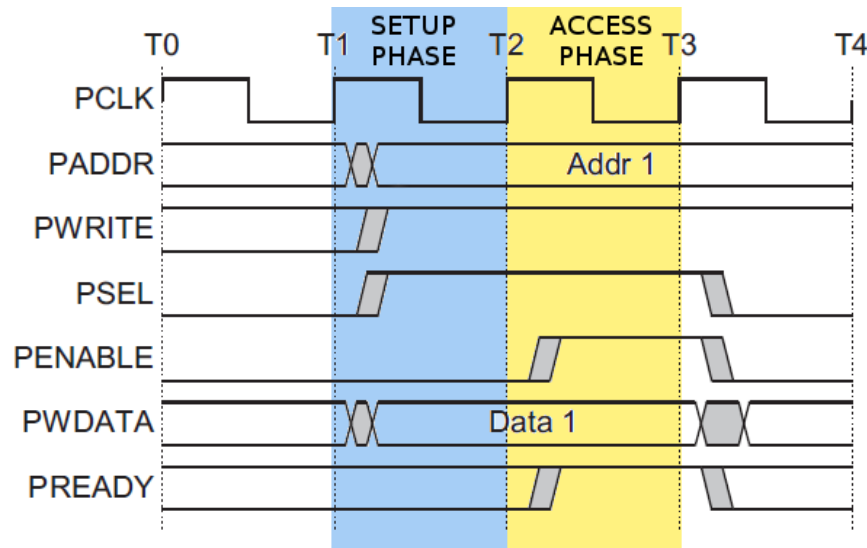 SETUP PHASE
ACCESS PHASE
T0 T1 T2 T3 T4
PCLK
PADDR Addr 1
PWRITE
PSEL
PENABLE
PWDATA Data 1
PREADY